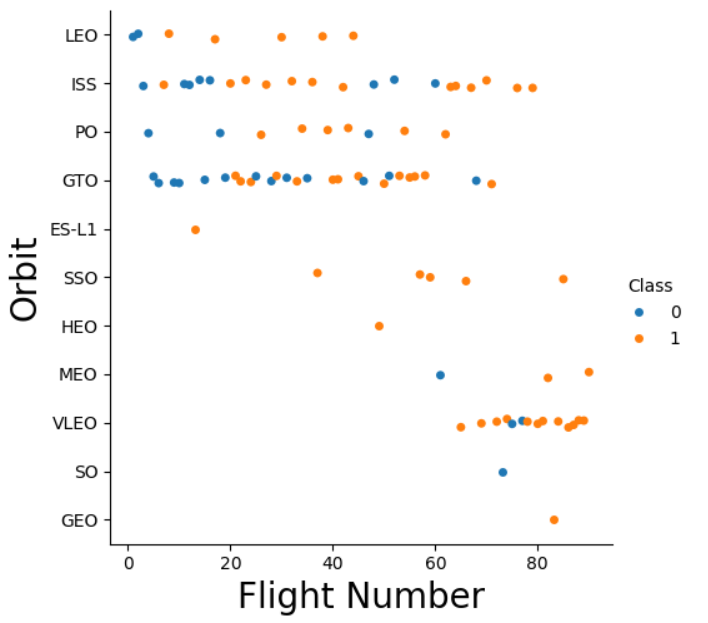 LEO
ISS
PO
GTO
ES-L1
SSO
HEO
MEO
VLEO
SO
GEO
Orbit
0 20 40 60 80
Flight Number
Class
0
1